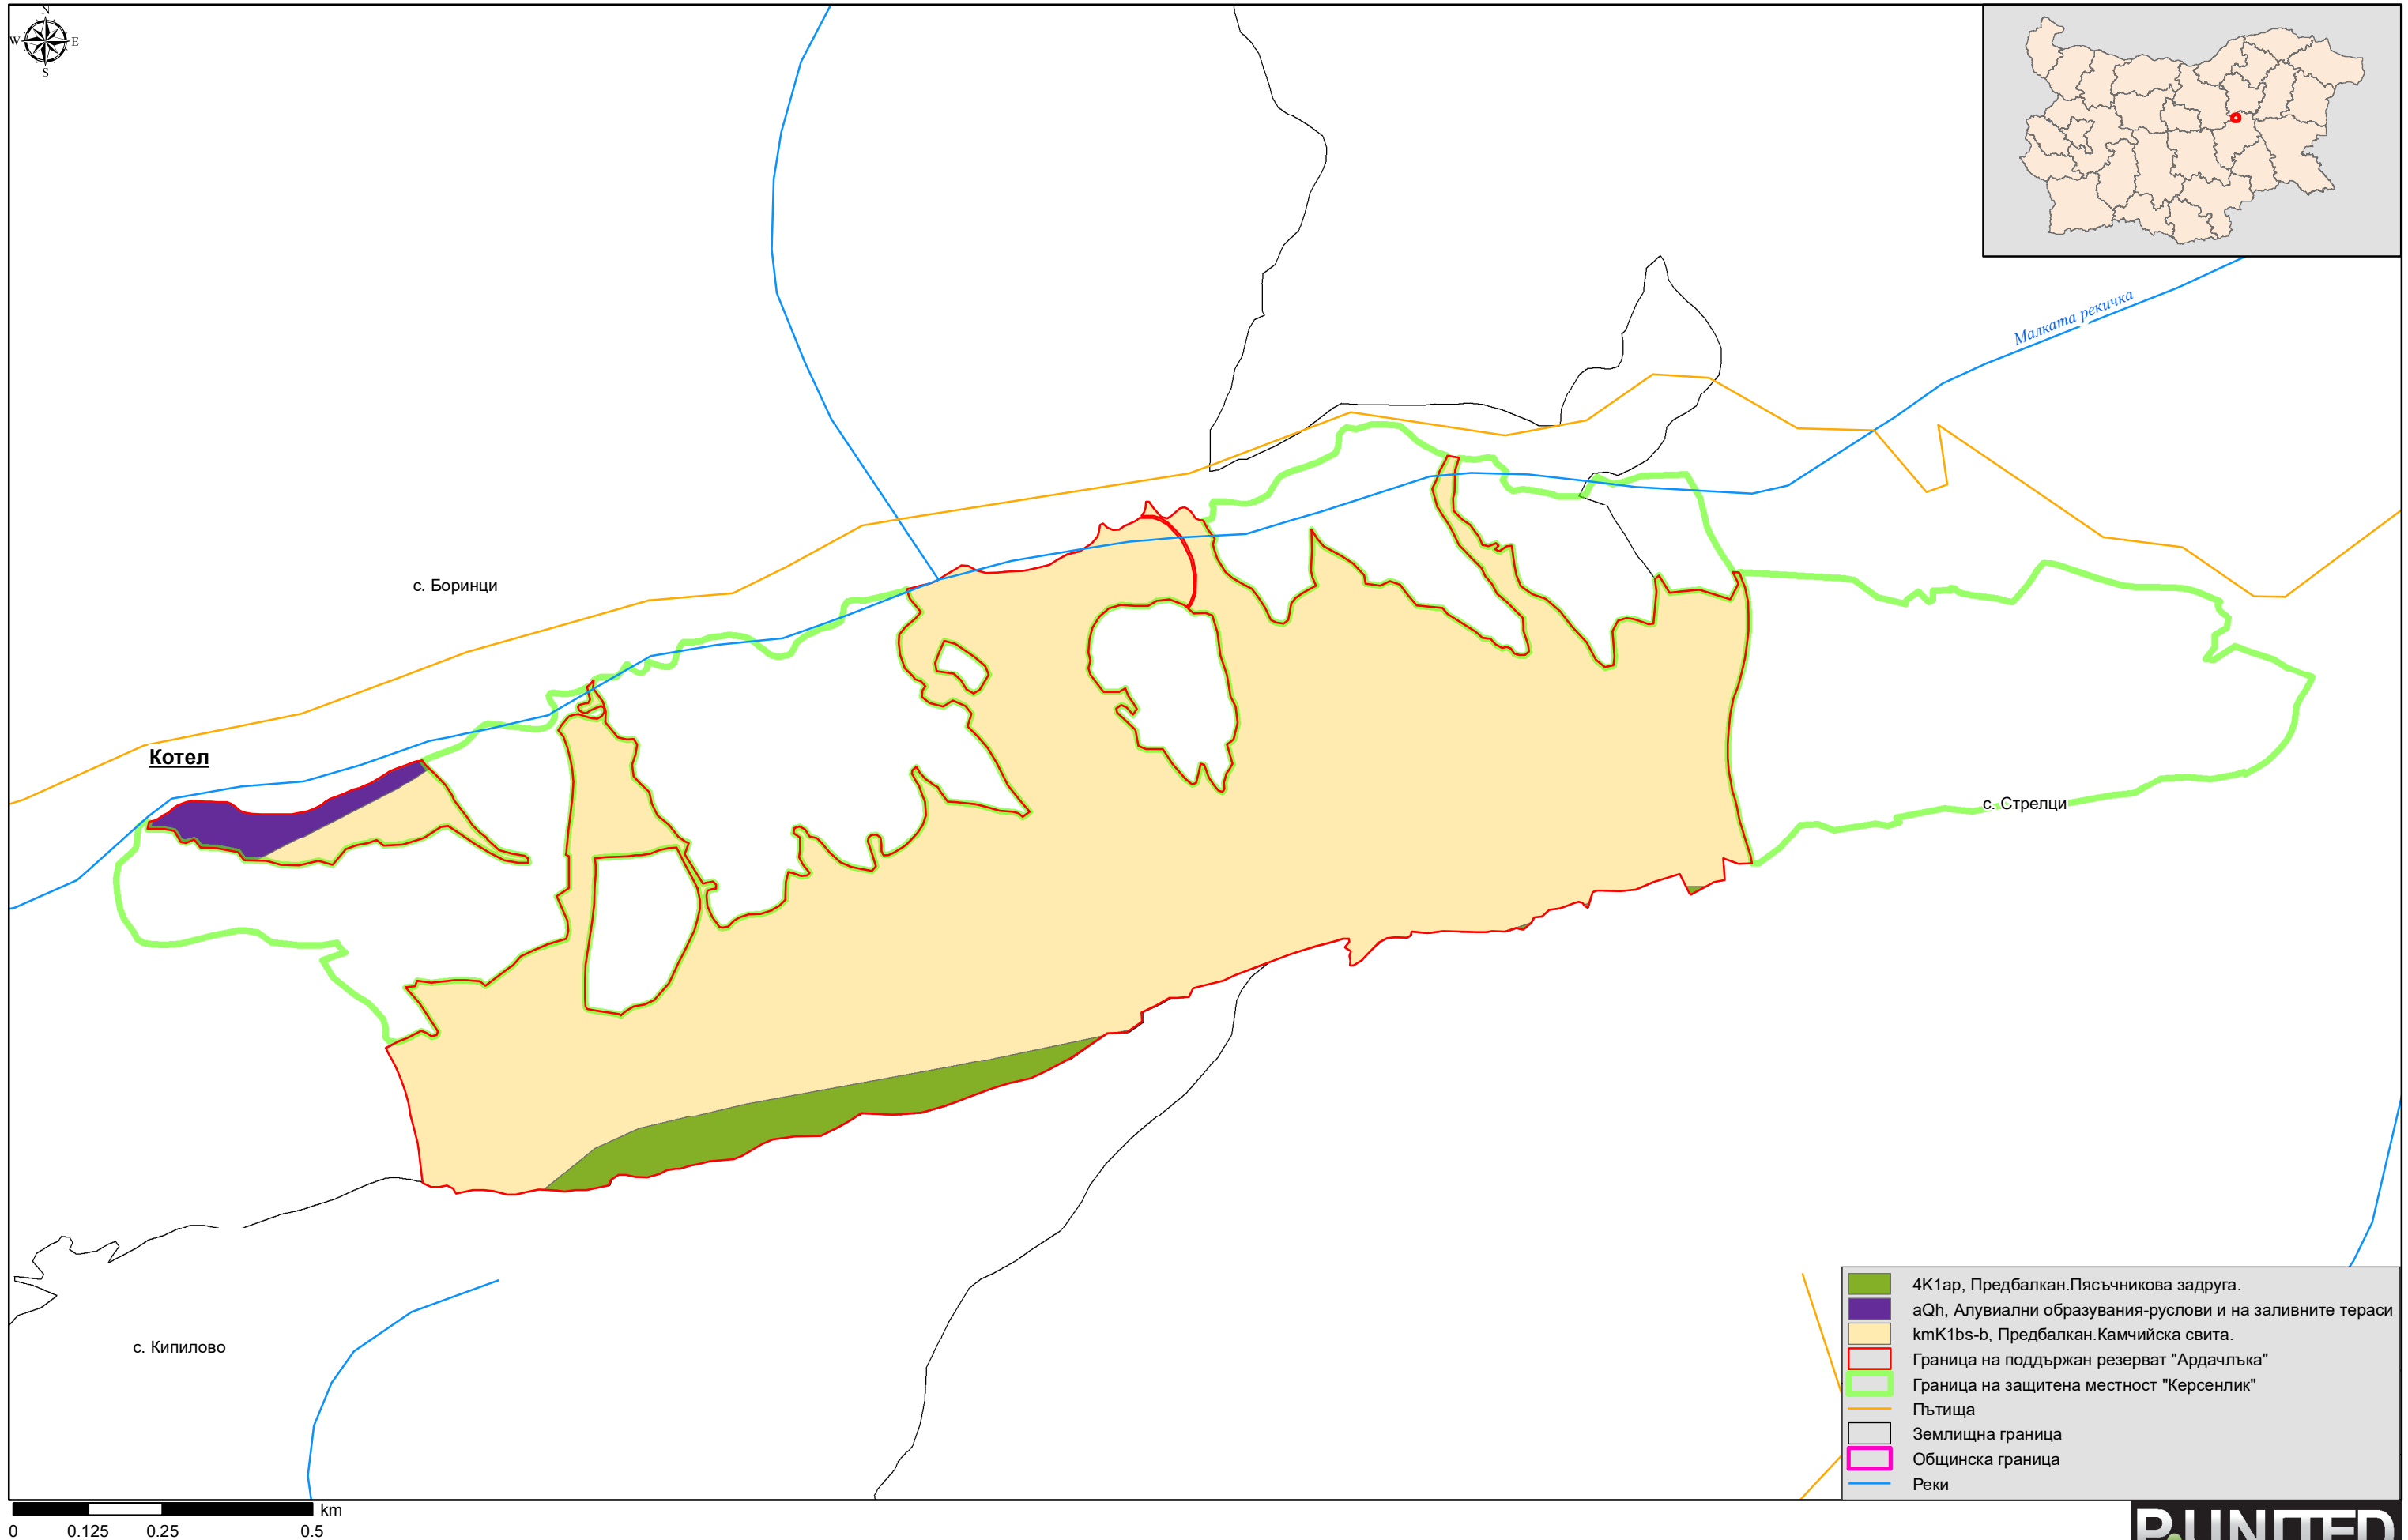 N
W E
S
Малката рекичка
с. Боринци
Котел
с. Стрелци
с. Кипилово
4K1ap, Предбалкан.Пясъчникова задруга.
aQh, Алувиални образувания-руслови и на заливните тераси
kmK1bs-b, Предбалкан.Камчийска свита.
Граница на поддържан резерват "Ардачлъка"
Граница на защитена местност "Керсенлик"
Пътища
Землищна граница
Общинска граница
Реки
km
0 0.125 0.25 0.5
P.UNITED